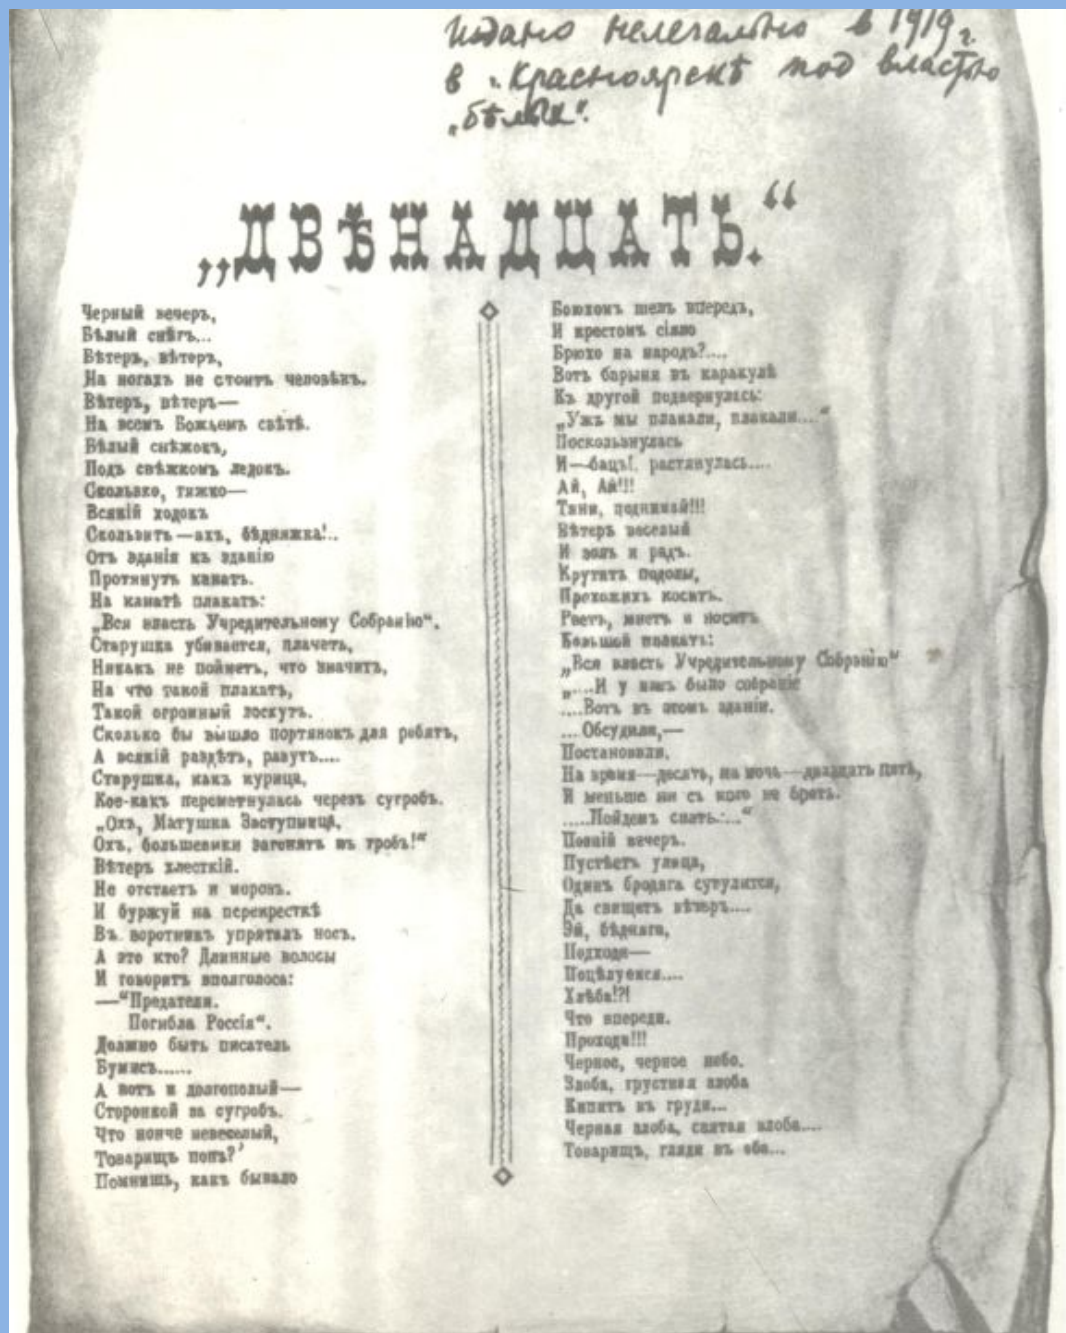 Издано нелегально в 1919 г.
в г. Красноярскѣ под властью
„бѣлых".
„ДВѢНАДЦАТЬ.“
Черный вечеръ,
Бѣлый снѣгъ...
Вѣтеръ, вѣтеръ,
На ногахъ не стоитъ человѣкъ.
Вѣтеръ, вѣтеръ—
На всемъ Божьемъ свѣтѣ.
Бѣлый снѣжокъ,
Подъ снѣжкомъ ледокъ.
Скользко, тяжко—
Всякій ходокъ
Скользитъ—ахъ, бѣдняжка!..
Отъ зданія къ зданію
Протянутъ канатъ.
На канатѣ плакатъ:
„Вся власть Учредительному Собранію“.
Старушка убивается, плачетъ,
Никакъ не пойметъ, что значитъ,
На что такой плакатъ,
Такой огромный лоскутъ.
Сколько бы вышло портянокъ для ребятъ,
А всякій раздѣтъ, разутъ....
Старушка, какъ курица,
Кое-какъ перемотнулась черезъ сугробъ.
„Охъ, Матушка Заступница,
Охъ, большевики загонятъ въ гробъ!“
Вѣтеръ хлесткій.
Не отстаетъ и морозъ.
И буржуй на перекресткѣ
Въ воротникъ упряталъ носъ.
А это кто? Длинные волосы
И говоритъ вполголоса:
—“Предатели.
Погибла Россія“.
Должно быть писатель
Бумисъ......
А вотъ и долгополый—
Сторонкой за сугробъ.
Что нонче невеселый,
Товарищъ попъ?’
Помнишь, какъ бывало
Боюхомъ шелъ впередъ,
И крестомъ сіяло
Брюхо на народъ?....
Вотъ барыня въ каракулѣ
Къ другой подвернулась:
„Ужъ мы плакали, плакали....“
Поскользнулась
И—бацъ!. растянулась....
Ай, Ай!!!
Тяни, поднимай!!!
Вѣтеръ веселый
И золъ и радъ.
Крутитъ подолы,
Прохожихъ коситъ.
Рветъ, мнетъ и носитъ
Большой плакатъ:
„Вся власть Учредительному Собранію“
„....И у насъ было собраніе
....Вотъ въ этомъ зданіи.
... Обсудили,—
Постановили,
На время—десять, на ночь—двадцать пять,
И меньше ни съ кого не брать.
.....Пойдемъ спать.:...“
Поздній вечеръ.
Пустѣетъ улица,
Одинъ бродяга сутулится,
Да свищетъ вѣтеръ....
Эй, бѣдняга,
Подходи—
Поцѣлуемся....
Хлѣба!?!
Что впереди.
Проходи!!!
Черное, черное небо.
Злоба, грустная злоба
Кипитъ въ груди...
Черная злоба, святая злоба....
Товарищъ, гляди въ оба...